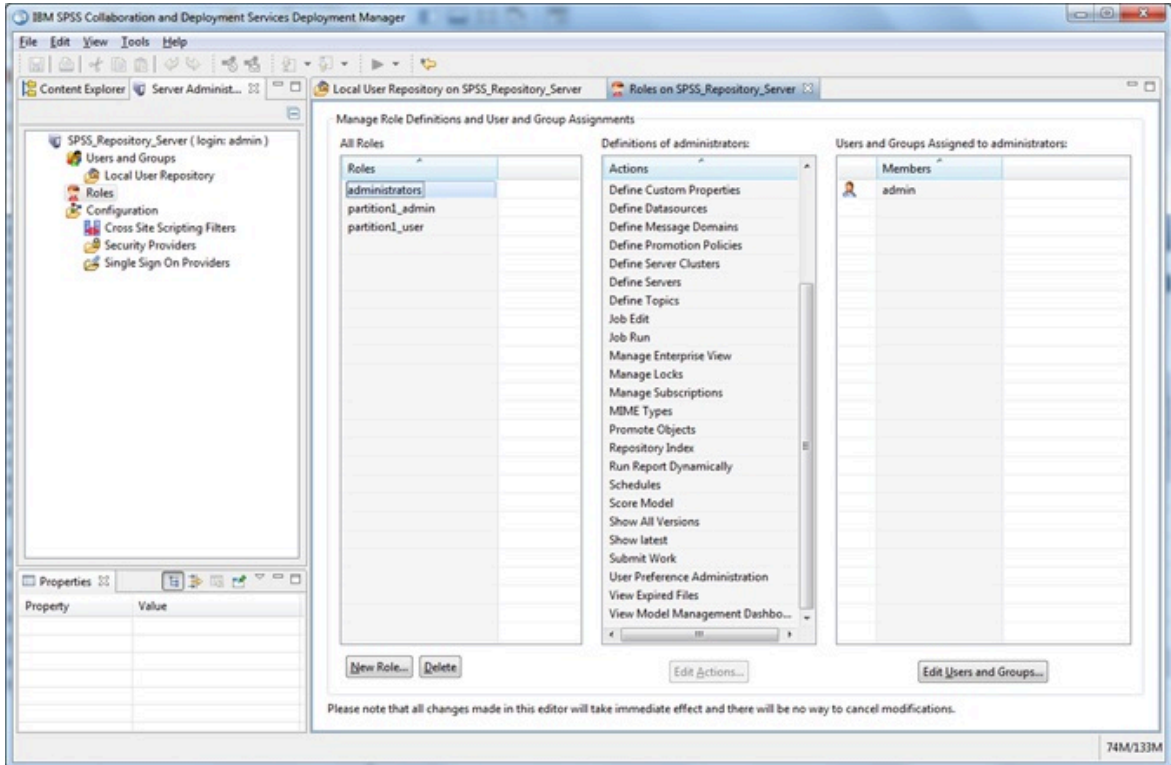 IBM SPSS Collaboration and Deployment Services Deployment Manager
File Edit View Tools Help
Content Explorer Server Administ...
Local User Repository on SPSS_Repository_Server Roles on SPSS_Repository_Server
SPSS_Repository_Server ( login: admin )
Users and Groups
Local User Repository
Roles
Configuration
Cross Site Scripting Filters
Security Providers
Single Sign On Providers
Properties
Property Value
Manage Role Definitions and User and Group Assignments
All Roles
Roles
administrators
partition1_admin
partition1_user
New Role... Delete
Definitions of administrators:
Actions
Define Custom Properties
Define Datasources
Define Message Domains
Define Promotion Policies
Define Server Clusters
Define Servers
Define Topics
Job Edit
Job Run
Manage Enterprise View
Manage Locks
Manage Subscriptions
MIME Types
Promote Objects
Repository Index
Run Report Dynamically
Schedules
Score Model
Show All Versions
Show latest
Submit Work
User Preference Administration
View Expired Files
View Model Management Dashbo...
Edit Actions...
Users and Groups Assigned to administrators:
Members
admin
Edit Users and Groups...
Please note that all changes made in this editor will take immediate effect and there will be no way to cancel modifications.
74M/133M